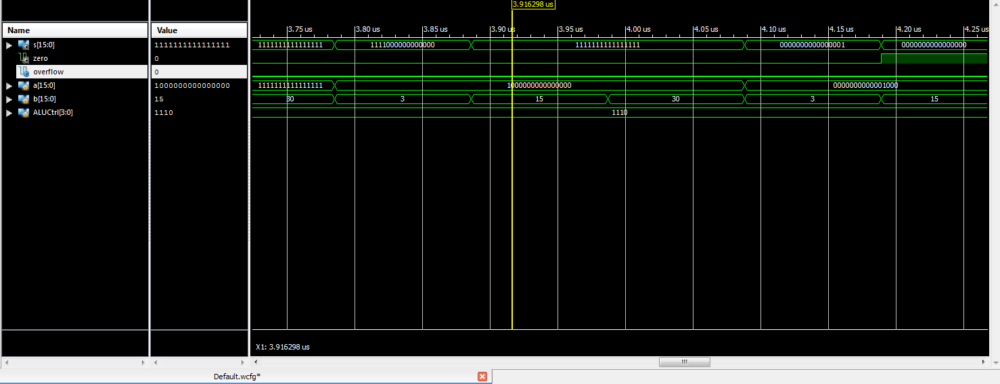 3.916298 us
Name Value 3.75 us 3.80 us 3.85 us 3.90 us 3.95 us 4.00 us 4.05 us 4.10 us 4.15 us 4.20 us 4.25 us
s[15:0] 1111111111111111 1111111111111111 1111000000000000 1111111111111111 0000000000000001 0000000000000000
zero 0
overflow 0
a[15:0] 1000000000000000 1111111111111111 1000000000000000 0000000000001000
b[15:0] 15 30 3 15 30 3 15
ALUCtrl[3:0] 1110 1110
X1: 3.916298 us
Default.wcfg*